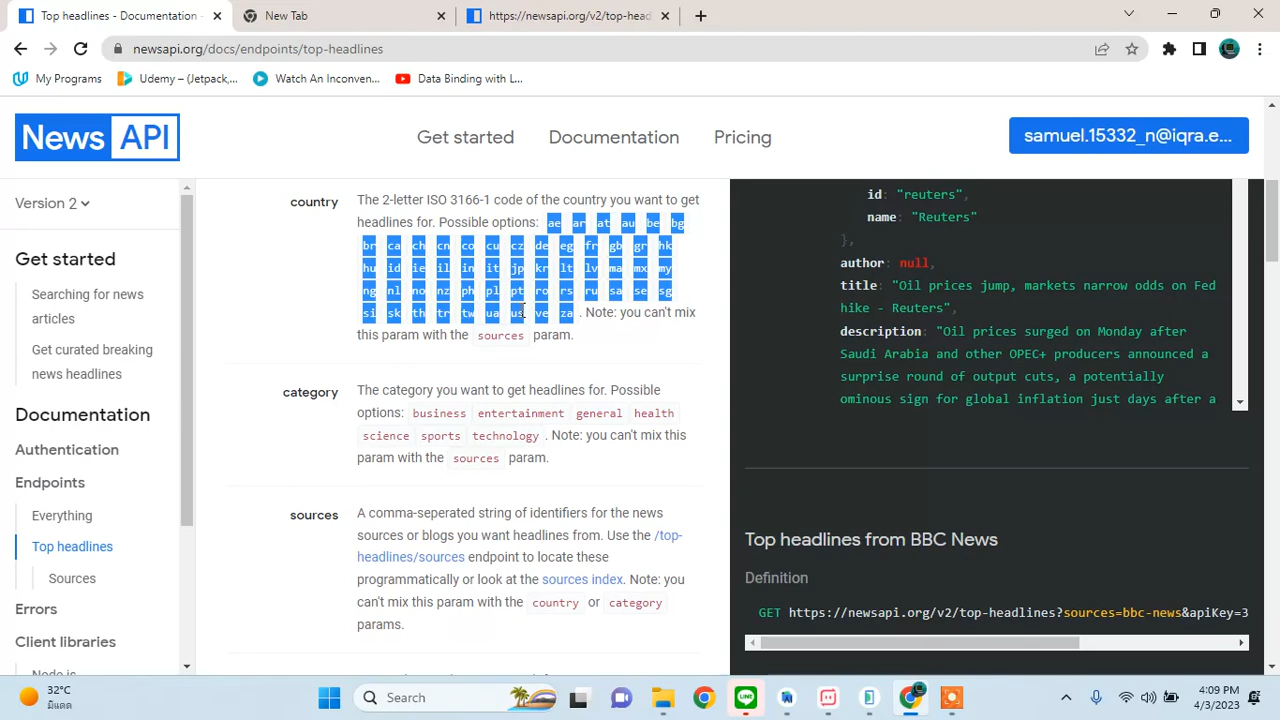 Top headlines - Documentation -
New Tab
https://newsapi.org/v2/top-head
newsapi.org/docs/endpoints/top-headlines
My Programs
Udemy – (Jetpack,...
Watch An Inconven...
Data Binding with L...
News API
Get started
Documentation
Pricing
samuel.15332_n@iqra.e...
Version 2
Get started
Searching for news
articles
Get curated breaking
news headlines
Documentation
Authentication
Endpoints
Everything
Top headlines
Sources
Errors
Client libraries
Node.js
country
The 2-letter ISO 3166-1 code of the country you want to get
headlines for. Possible options: ae ar at au be bg
br ca ch cn co cu cz de eg fr gb gr hk
hu id ie il in it jp kr lt lv ma mx my
ng nl no nz ph pl pt ro rs ru sa se sg
si sk th tr tw ua us ve za . Note: you can't mix
this param with the sources param.
category
The category you want to get headlines for. Possible
options: business entertainment general health
science sports technology . Note: you can't mix this
param with the sources param.
sources
A comma-seperated string of identifiers for the news
sources or blogs you want headlines from. Use the /top-
headlines/sources endpoint to locate these
programmatically or look at the sources index. Note: you
can't mix this param with the country or category
params.
id: "reuters",
name: "Reuters"
},
author: null,
title: "Oil prices jump, markets narrow odds on Fed
hike - Reuters",
description: "Oil prices surged on Monday after
Saudi Arabia and other OPEC+ producers announced a
surprise round of output cuts, a potentially
ominous sign for global inflation just days after a
Top headlines from BBC News
Definition
GET https://newsapi.org/v2/top-headlines?sources=bbc-news&apiKey=3
32°C
มีแดด
Search
4:09 PM
4/3/2023